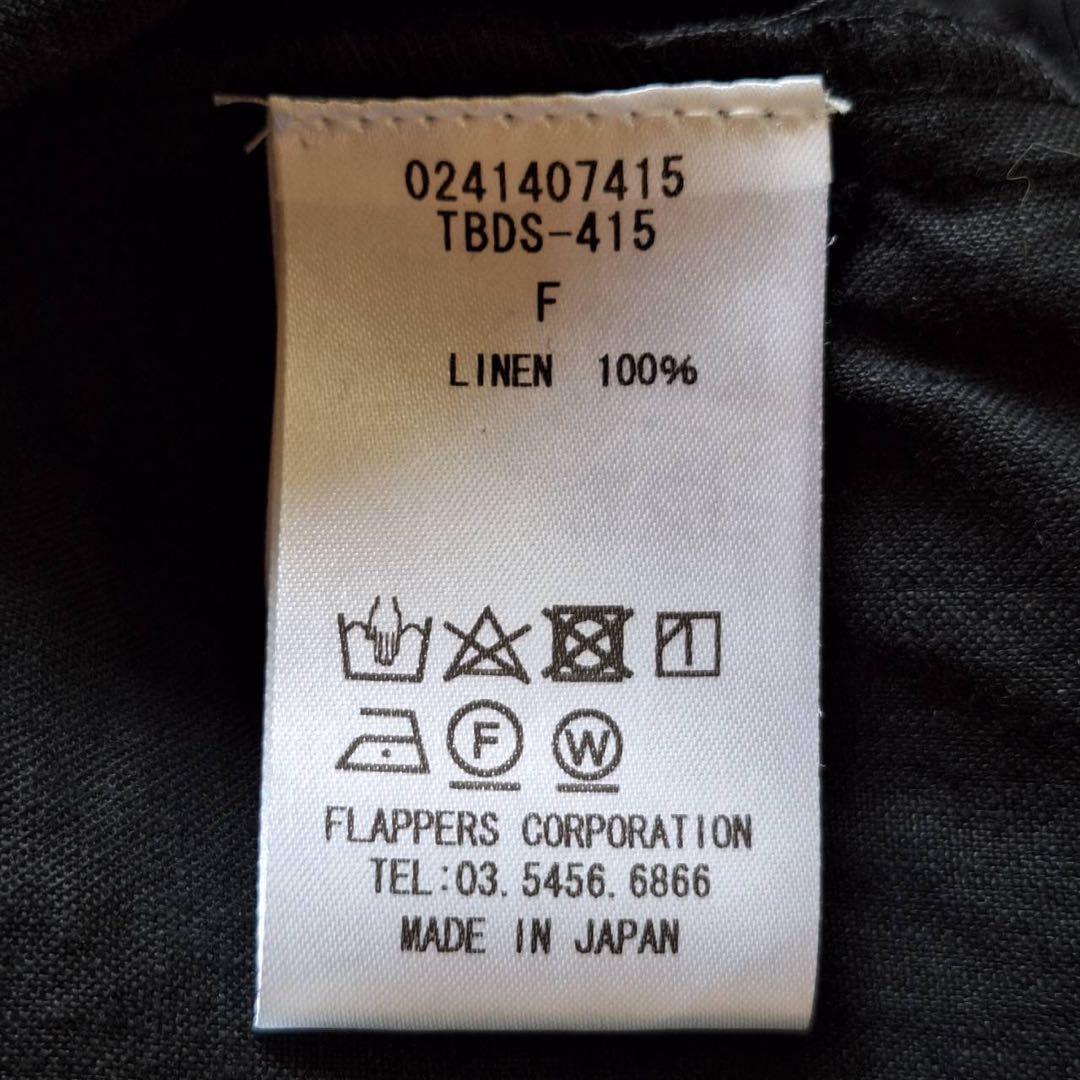 0241407415
TBDS-415
F
LINEN 100%
F W
FLAPPERS CORPORATION
TEL:03.5456.6866
MADE IN JAPAN